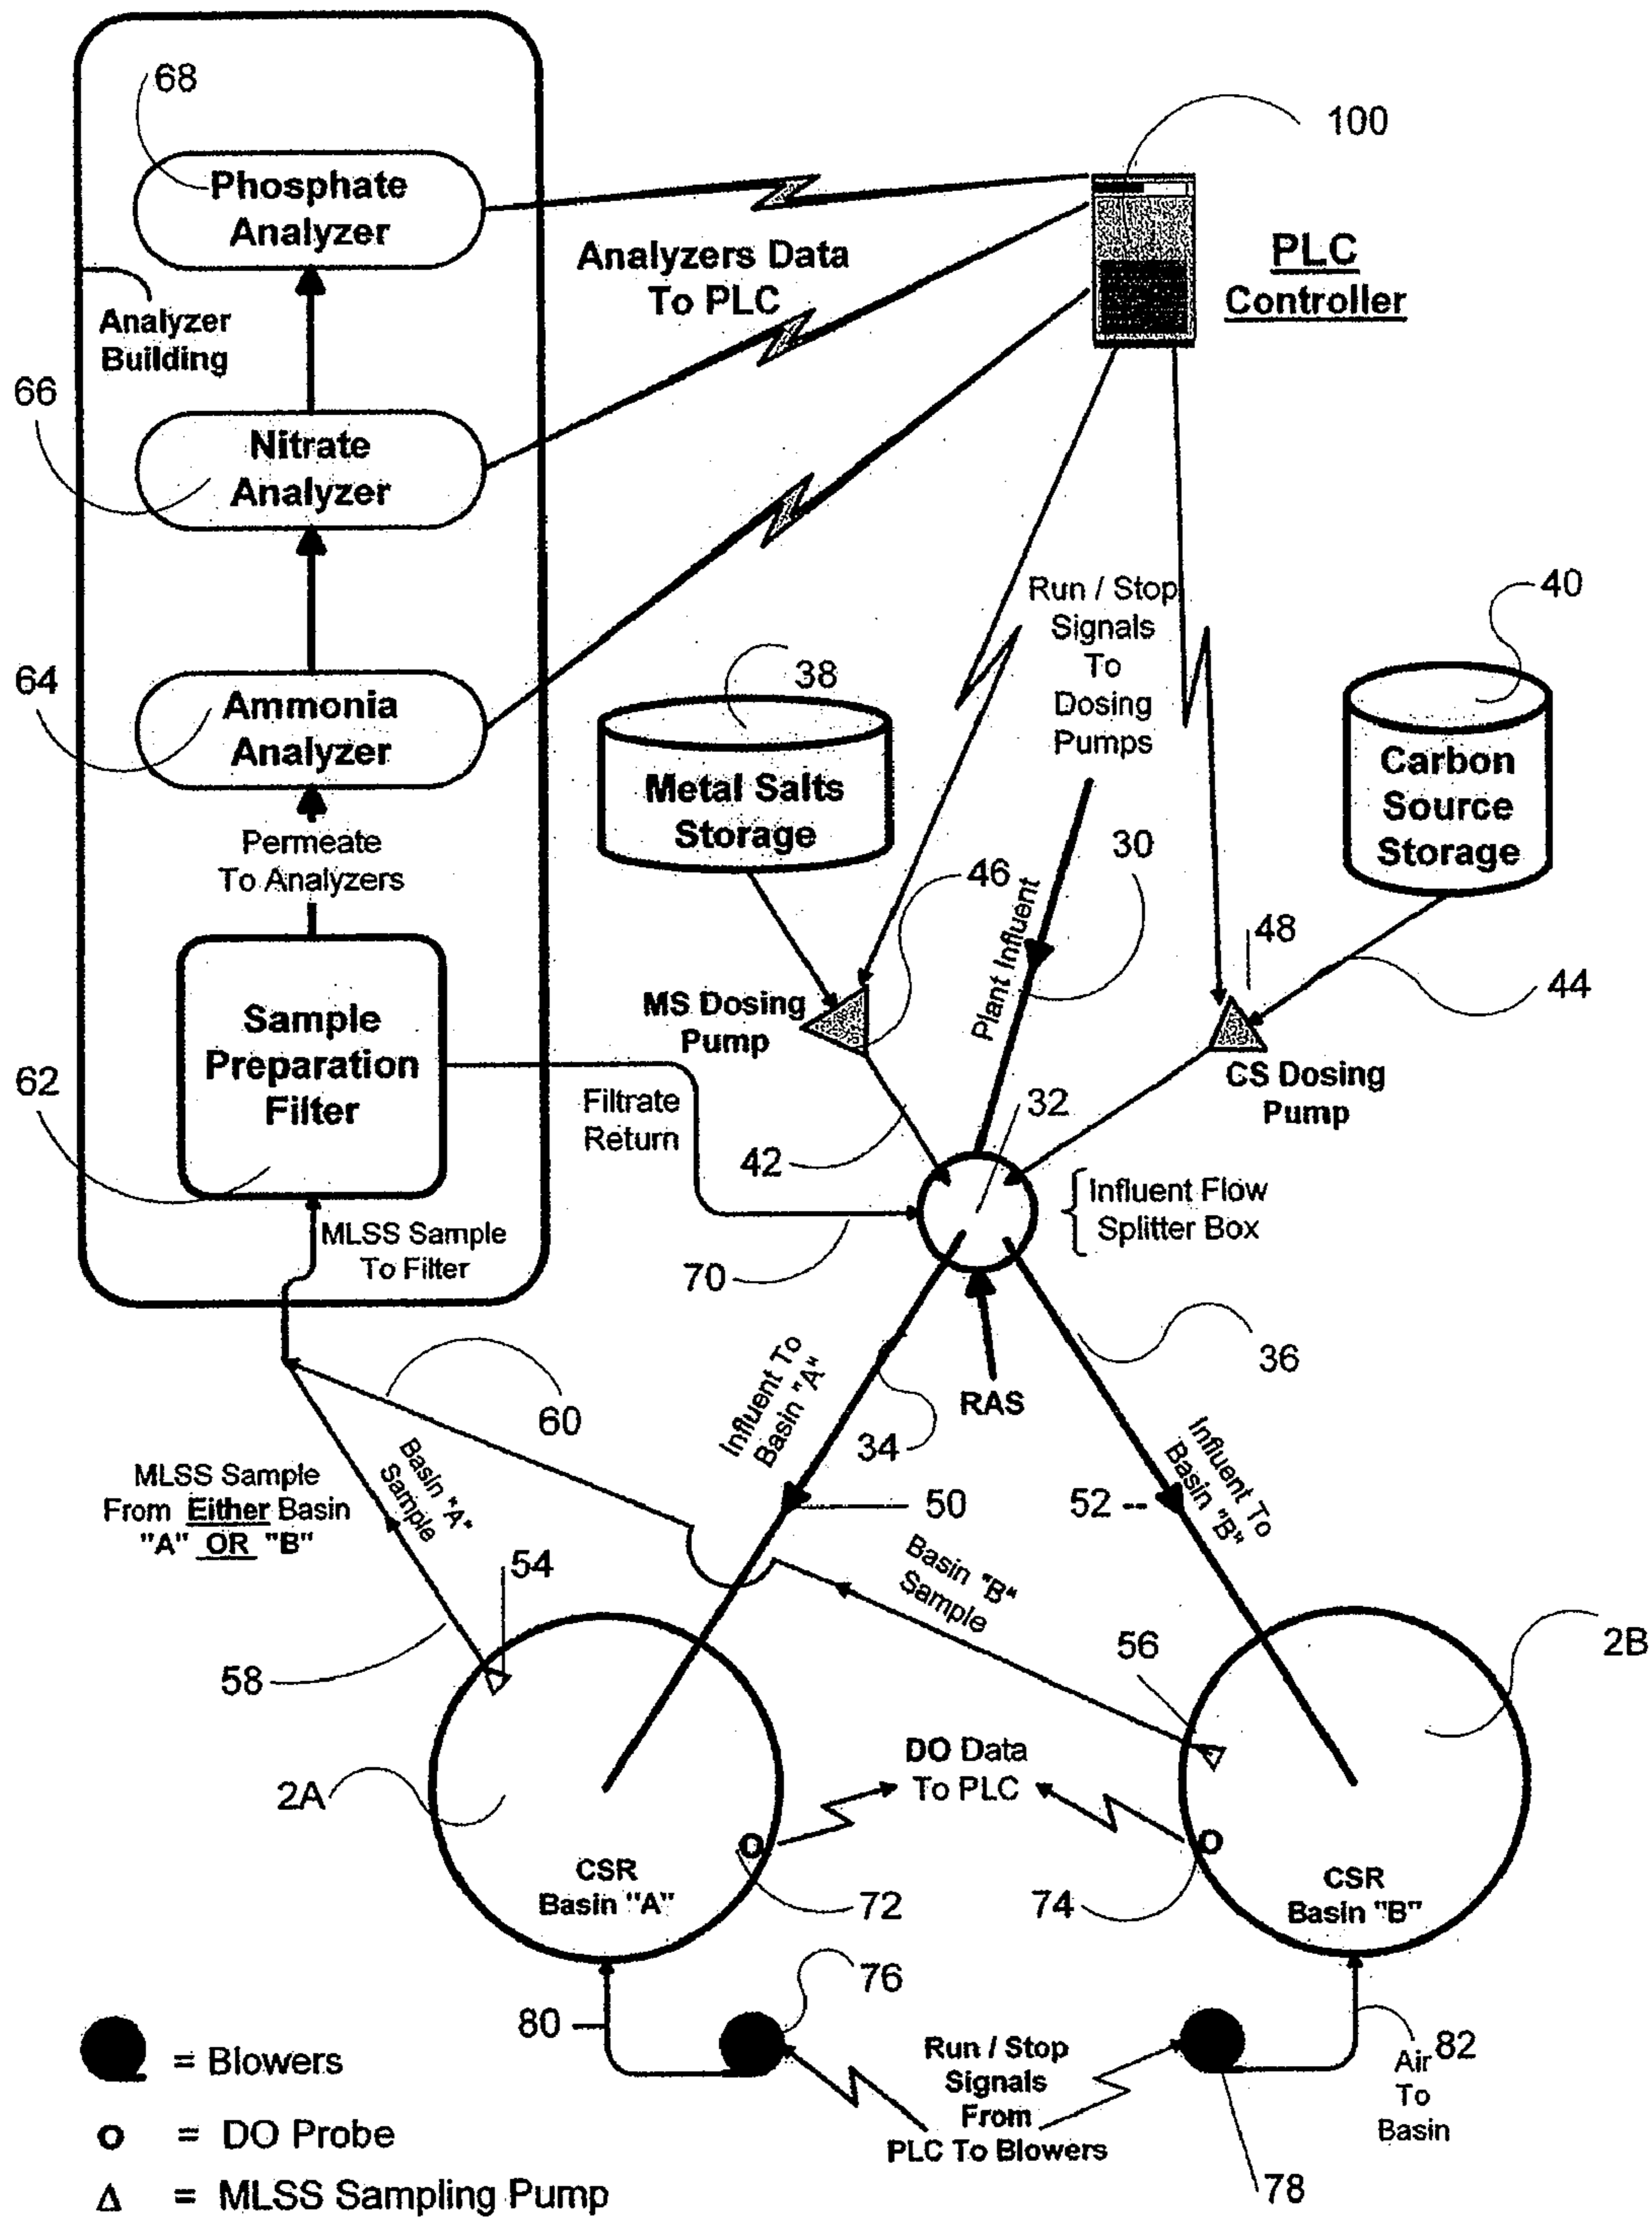 68
100
Phosphate
Analyzer
Analyzers Data
To PLC
PLC
Controller
Analyzer
Building
66
Nitrate
Analyzer
Run / Stop
Signals
To
Dosing
Pumps
40
64
Ammonia
Analyzer
38
Metal Salts
Storage
Carbon
Source
Storage
Permeate
To Analyzers
30
46
Plant Influent
48
44
MS Dosing
Pump
Sample
Preparation
Filter
62
CS Dosing
Pump
Filtrate
Return
32
42
Influent Flow
Splitter Box
MLSS Sample
To Filter
70
36
RAS
Influent To
Basin "A"
34
60
Influent To
Basin "B"
MLSS Sample
From Either Basin
"A" OR "B"
Basin "A"
Sample
50
52
54
Basin "B"
Sample
58
56
2B
DO Data
To PLC
2A
CSR
Basin "A"
72
74
CSR
Basin "B"
76
80
= Blowers
Run / Stop
Signals
From
PLC To Blowers
82
Air
To
Basin
= DO Probe
78
= MLSS Sampling Pump